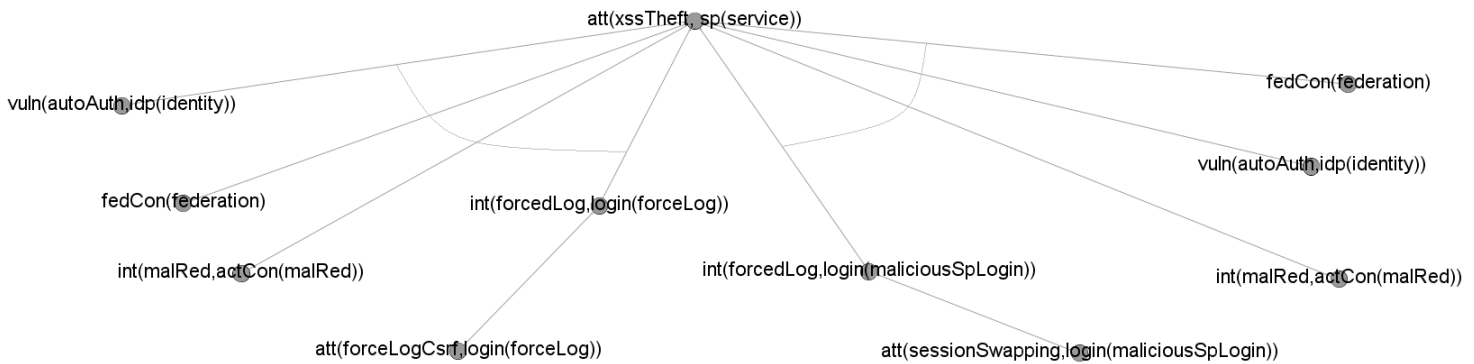 att(xssTheft, sp(service))
fedCon(federation)
vuln(autoAuth,idp(identity))
vuln(autoAuth,idp(identity))
fedCon(federation)
int(forcedLog,login(forceLog))
int(malRed,actCon(malRed))
int(forcedLog,login(maliciousSpLogin))
int(malRed,actCon(malRed))
att(forceLogCsrf,login(forceLog))
att(sessionSwapping,login(maliciousSpLogin))